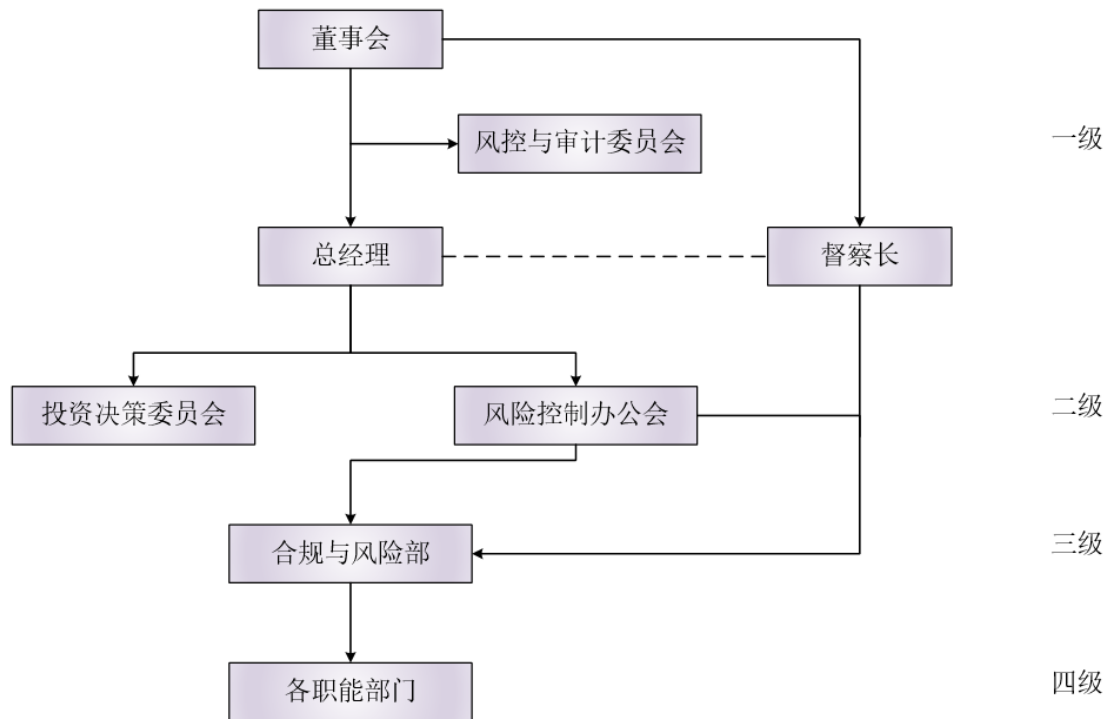 董事会
风控与审计委员会
一级
总经理
督察长
投资决策委员会
风险控制办公会
二级
合规与风险部
三级
各职能部门
四级